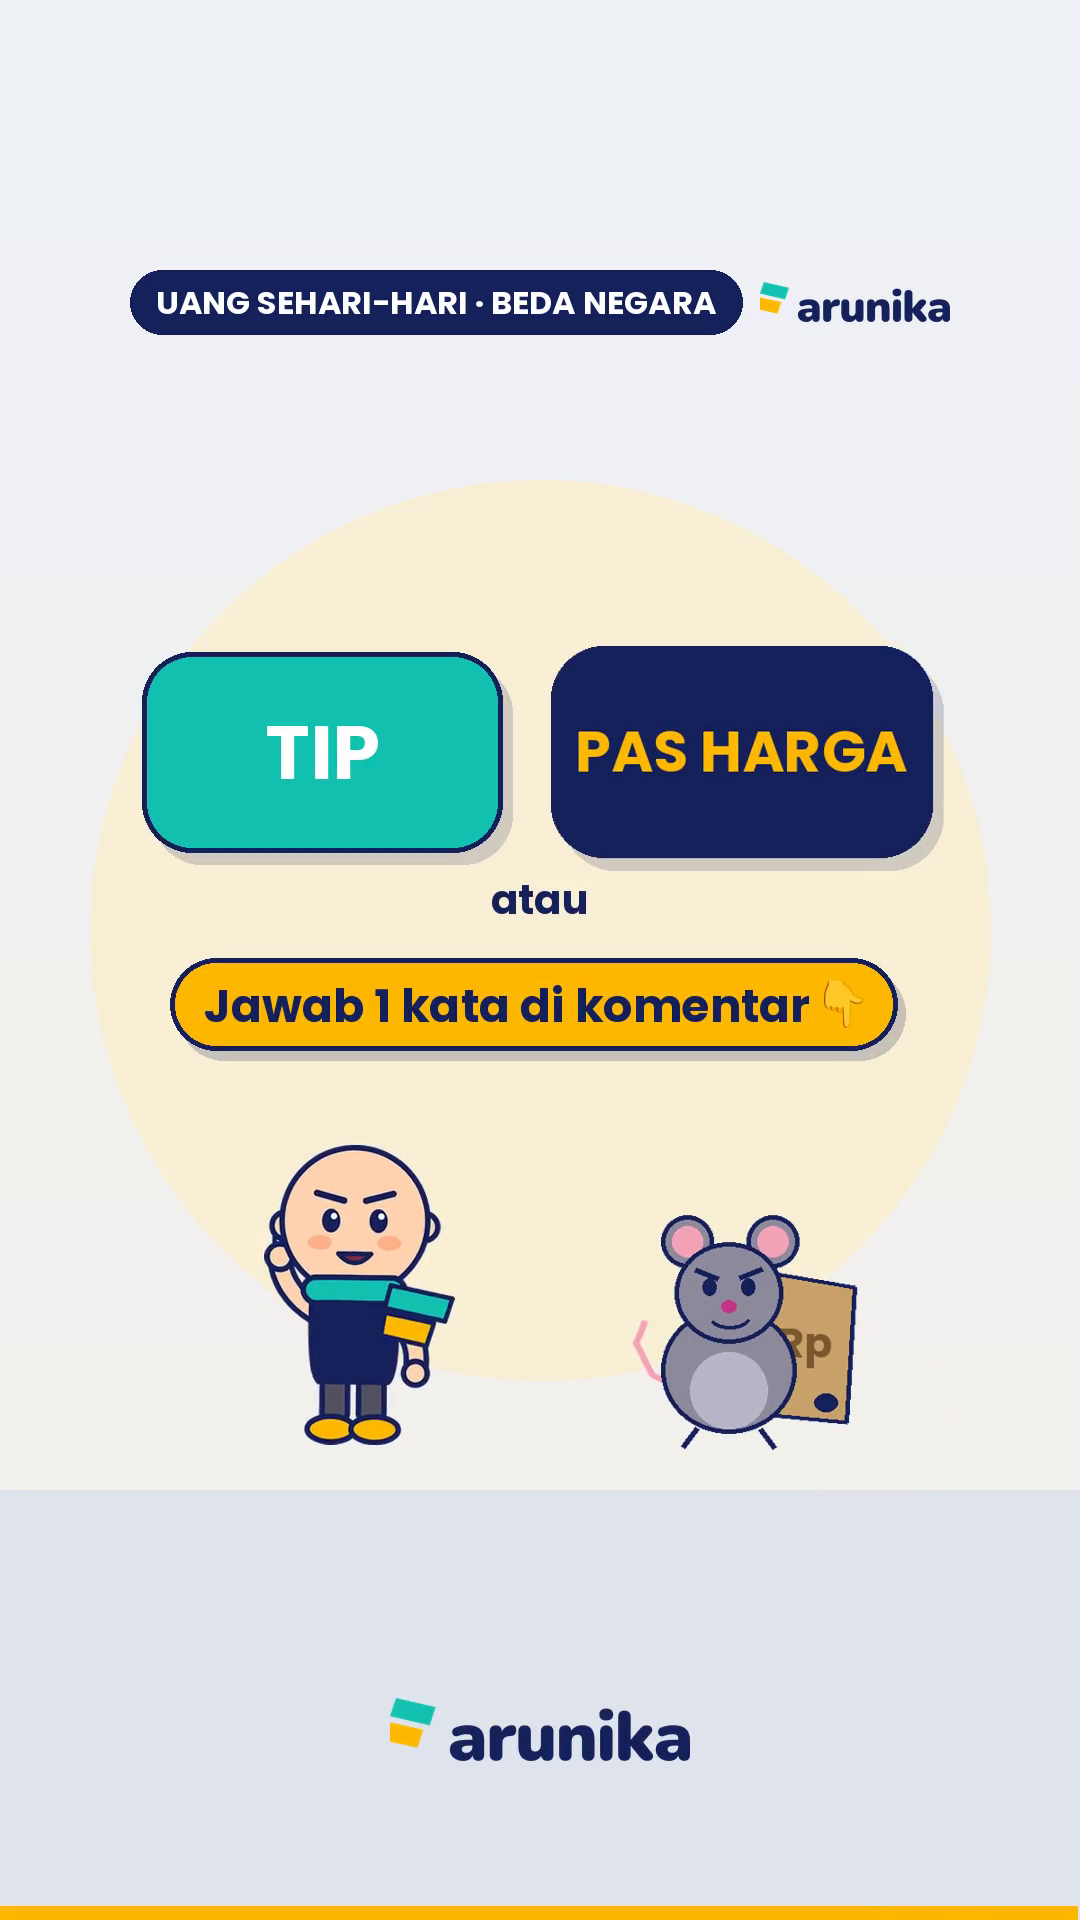 UANG SEHARI-HARI • BEDA NEGARA
arunika
TIP
PAS HARGA
atau
Jawab 1 kata di komentar 👇
Rp
arunika